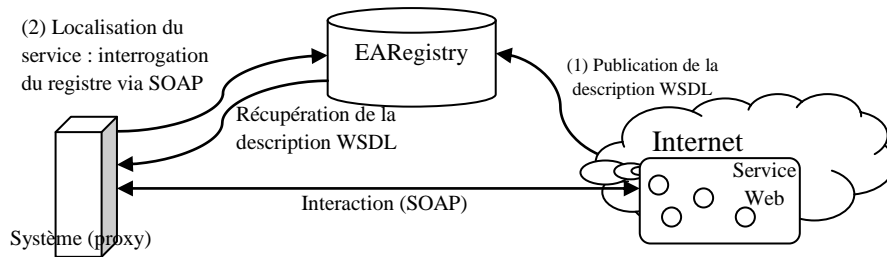 (2) Localisation du
service : interrogation
du registre via SOAP
EARegistry
(1) Publication de la
description WSDL
Récupération de la
description WSDL
Internet
Service
Web
Interaction (SOAP)
Système (proxy)